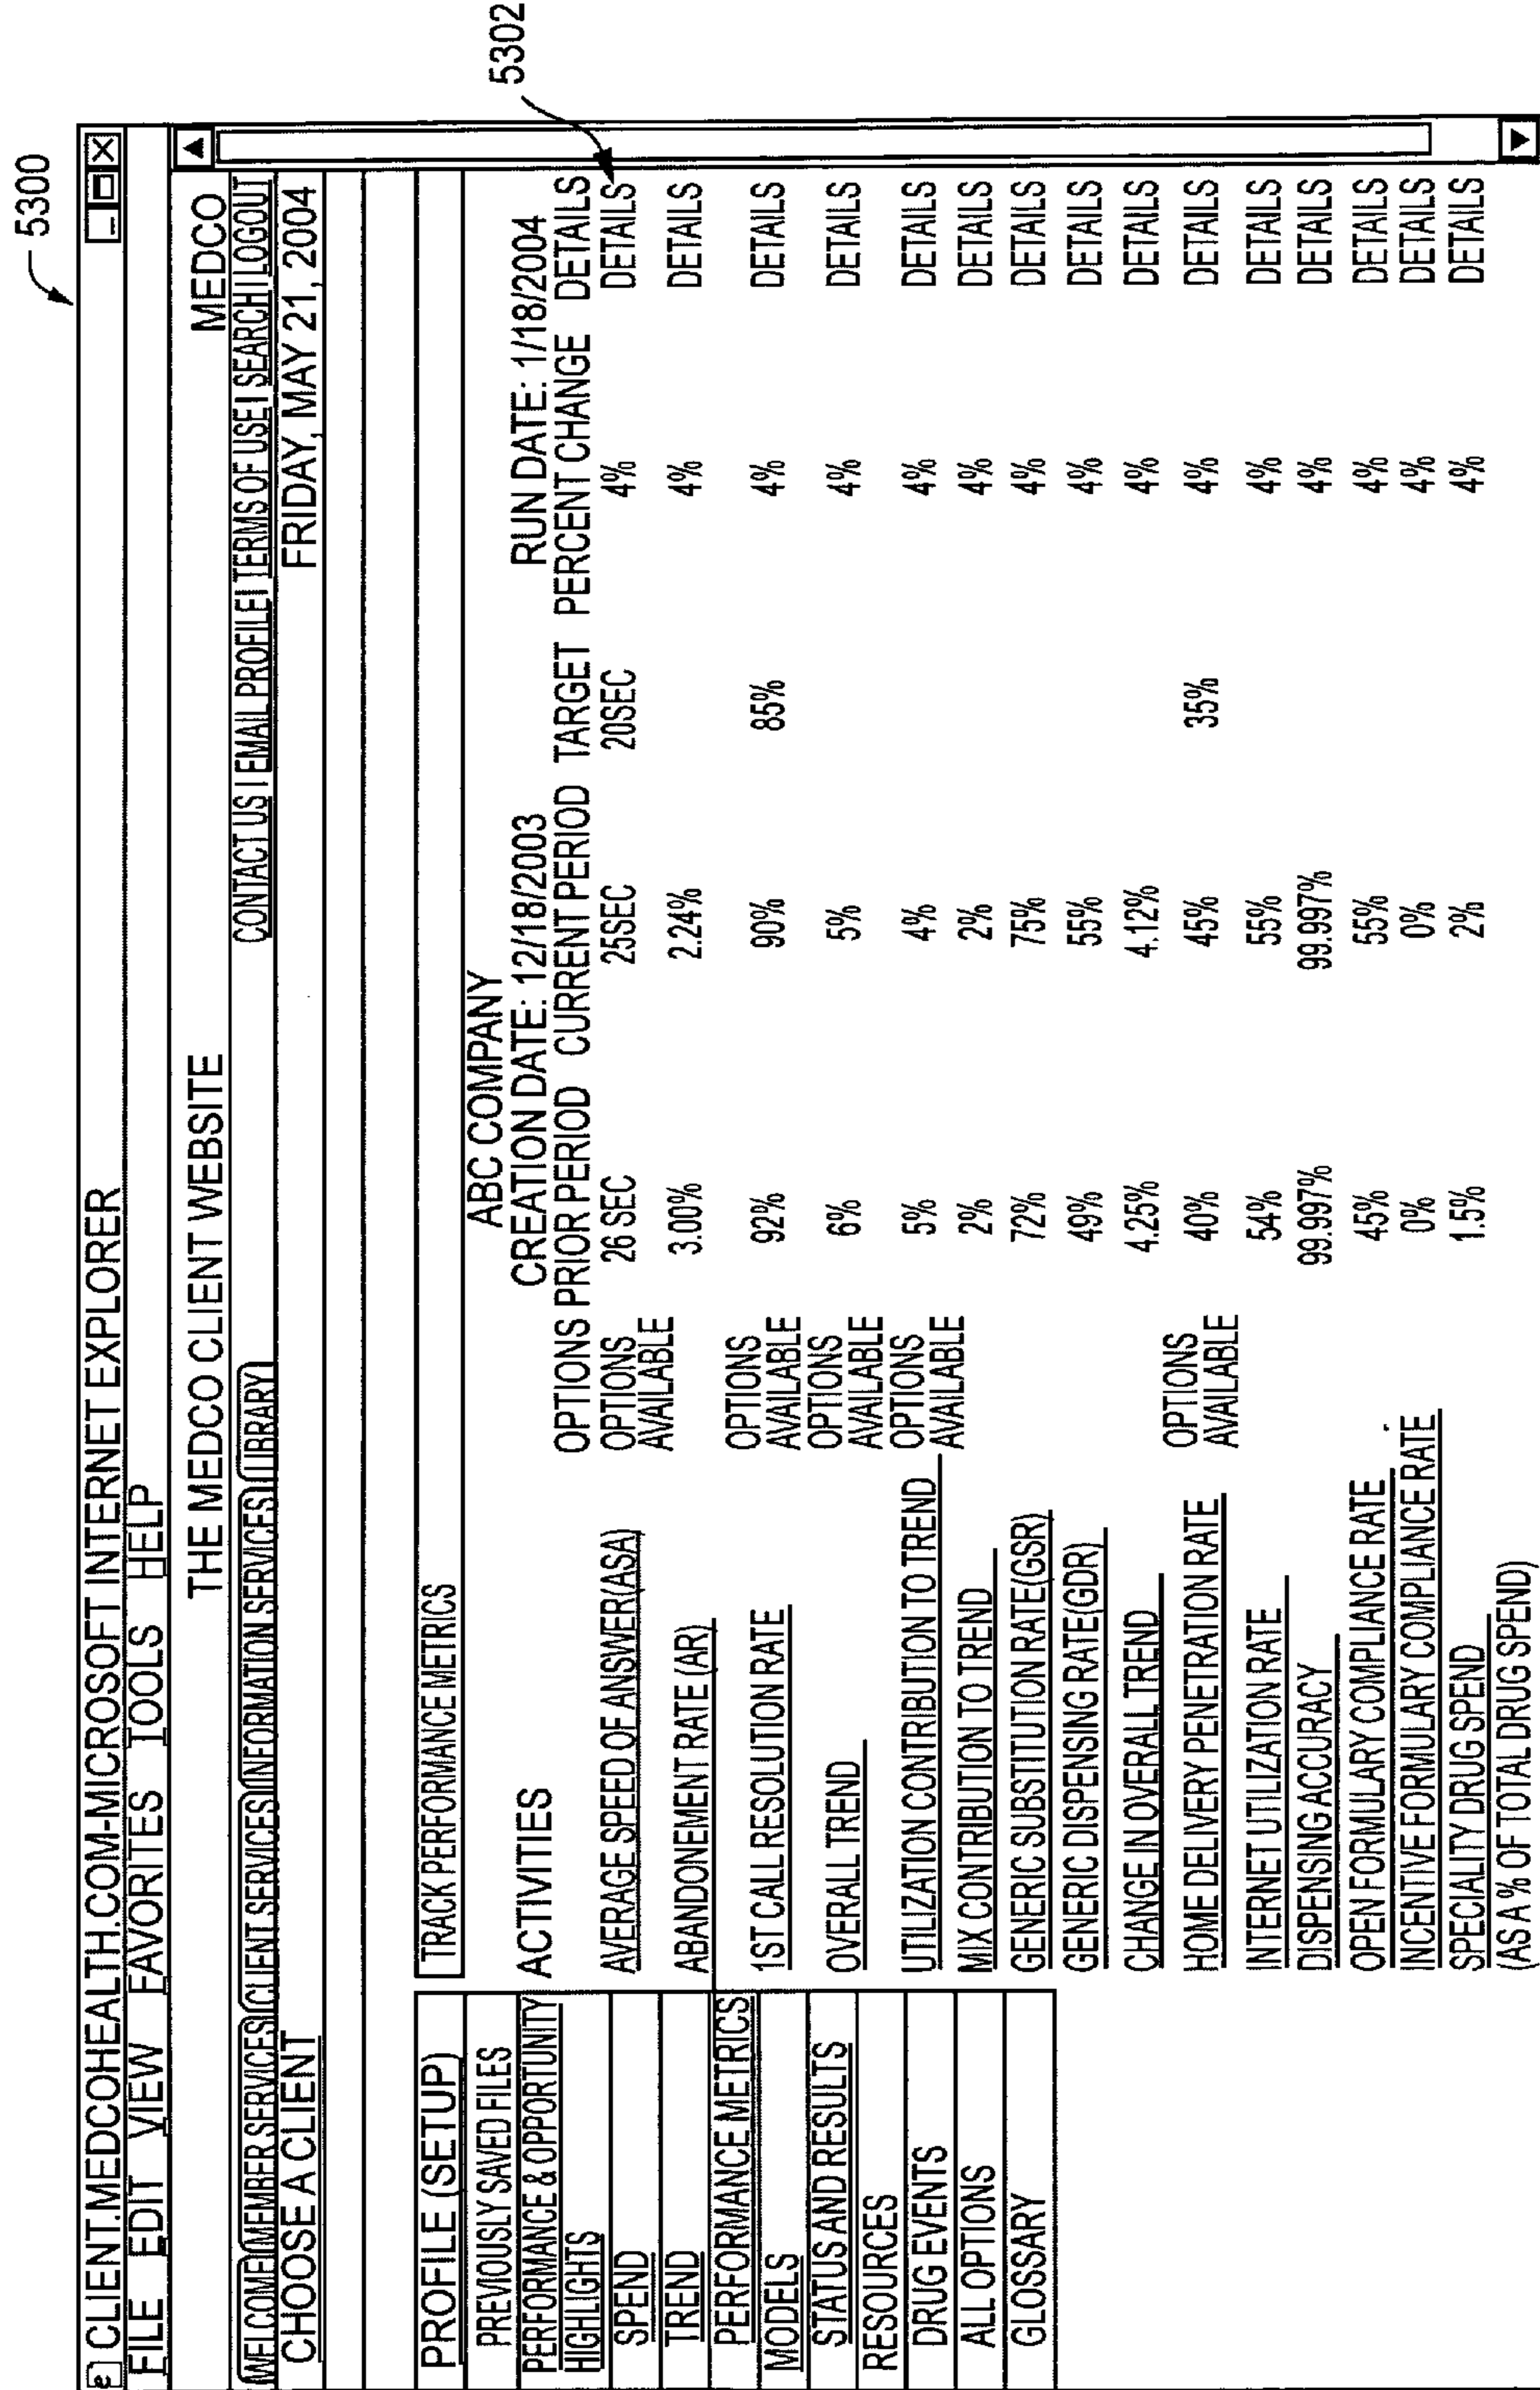 5300
CLIENT.MEDCOHEALTH.COM-MICROSOFT INTERNET EXPLORER
FILE EDIT VIEW FAVORITES TOOLS HELP
THE MEDCO CLIENT WEBSITE MEDCO
WELCOME MEMBER SERVICES CLIENT SERVICES INFORMATION SERVICES LIBRARY CONTACT US | EMAIL PROFILE | TERMS OF USE | SEARCH | LOGOUT
CHOOSE A CLIENT FRIDAY, MAY 21, 2004
PROFILE (SETUP)
PREVIOUSLY SAVED FILES
PERFORMANCE & OPPORTUNITY
HIGHLIGHTS
SPEND
TREND
PERFORMANCE METRICS
MODELS
STATUS AND RESULTS
RESOURCES
DRUG EVENTS
ALL OPTIONS
GLOSSARY
TRACK PERFORMANCE METRICS
ABC COMPANY
ACTIVITIES CREATION DATE: 12/18/2003 RUN DATE: 1/18/2004
OPTIONS PRIOR PERIOD CURRENT PERIOD TARGET PERCENT CHANGE DETAILS
AVERAGE SPEED OF ANSWER(ASA) OPTIONS AVAILABLE 26 SEC 25SEC 20SEC 4% DETAILS
5302
ABANDONEMENT RATE (AR) 3.00% 2.24% 4% DETAILS
1ST CALL RESOLUTION RATE OPTIONS AVAILABLE 92% 90% 85% 4% DETAILS
OVERALL TREND OPTIONS AVAILABLE 6% 5% 4% DETAILS
UTILIZATION CONTRIBUTION TO TREND OPTIONS AVAILABLE 5% 4% 4% DETAILS
MIX CONTRIBUTION TO TREND 2% 2% 4% DETAILS
GENERIC SUBSTITUTION RATE(GSR) 72% 75% 4% DETAILS
GENERIC DISPENSING RATE(GDR) 49% 55% 4% DETAILS
CHANGE IN OVERALL TREND 4.25% 4.12% 4% DETAILS
HOME DELIVERY PENETRATION RATE OPTIONS AVAILABLE 40% 45% 35% 4% DETAILS
INTERNET UTILIZATION RATE 54% 55% 4% DETAILS
DISPENSING ACCURACY 99.997% 99.997% 4% DETAILS
OPEN FORMULARY COMPLIANCE RATE 45% 55% 4% DETAILS
INCENTIVE FORMULARY COMPLIANCE RATE 0% 0% 4% DETAILS
SPECIALITY DRUG SPEND 1.5% 2% 4% DETAILS
(AS A % OF TOTAL DRUG SPEND)